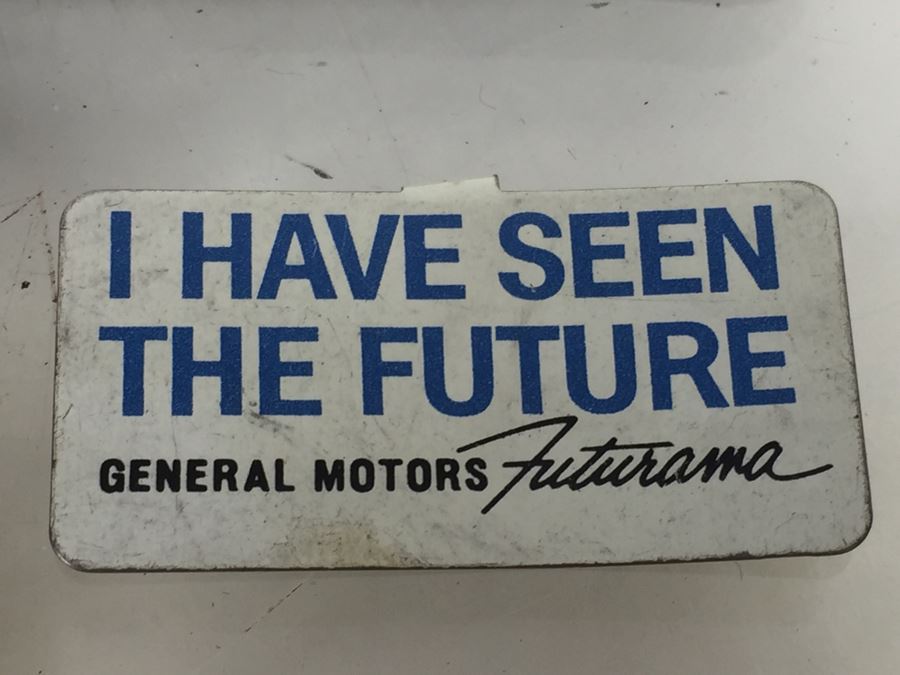 I HAVE SEEN
THE FUTURE
GENERAL MOTORS Futurama